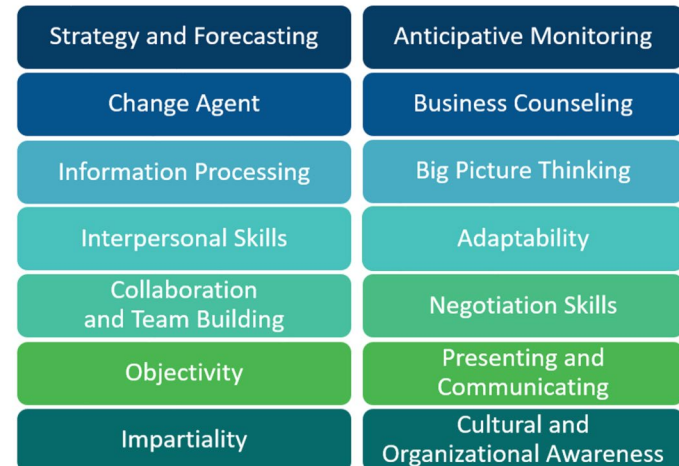 Strategy and Forecasting
Anticipative Monitoring
Change Agent
Business Counseling
Information Processing
Big Picture Thinking
Interpersonal Skills
Adaptability
Collaboration
and Team Building
Negotiation Skills
Objectivity
Presenting and
Communicating
Impartiality
Cultural and
Organizational Awareness